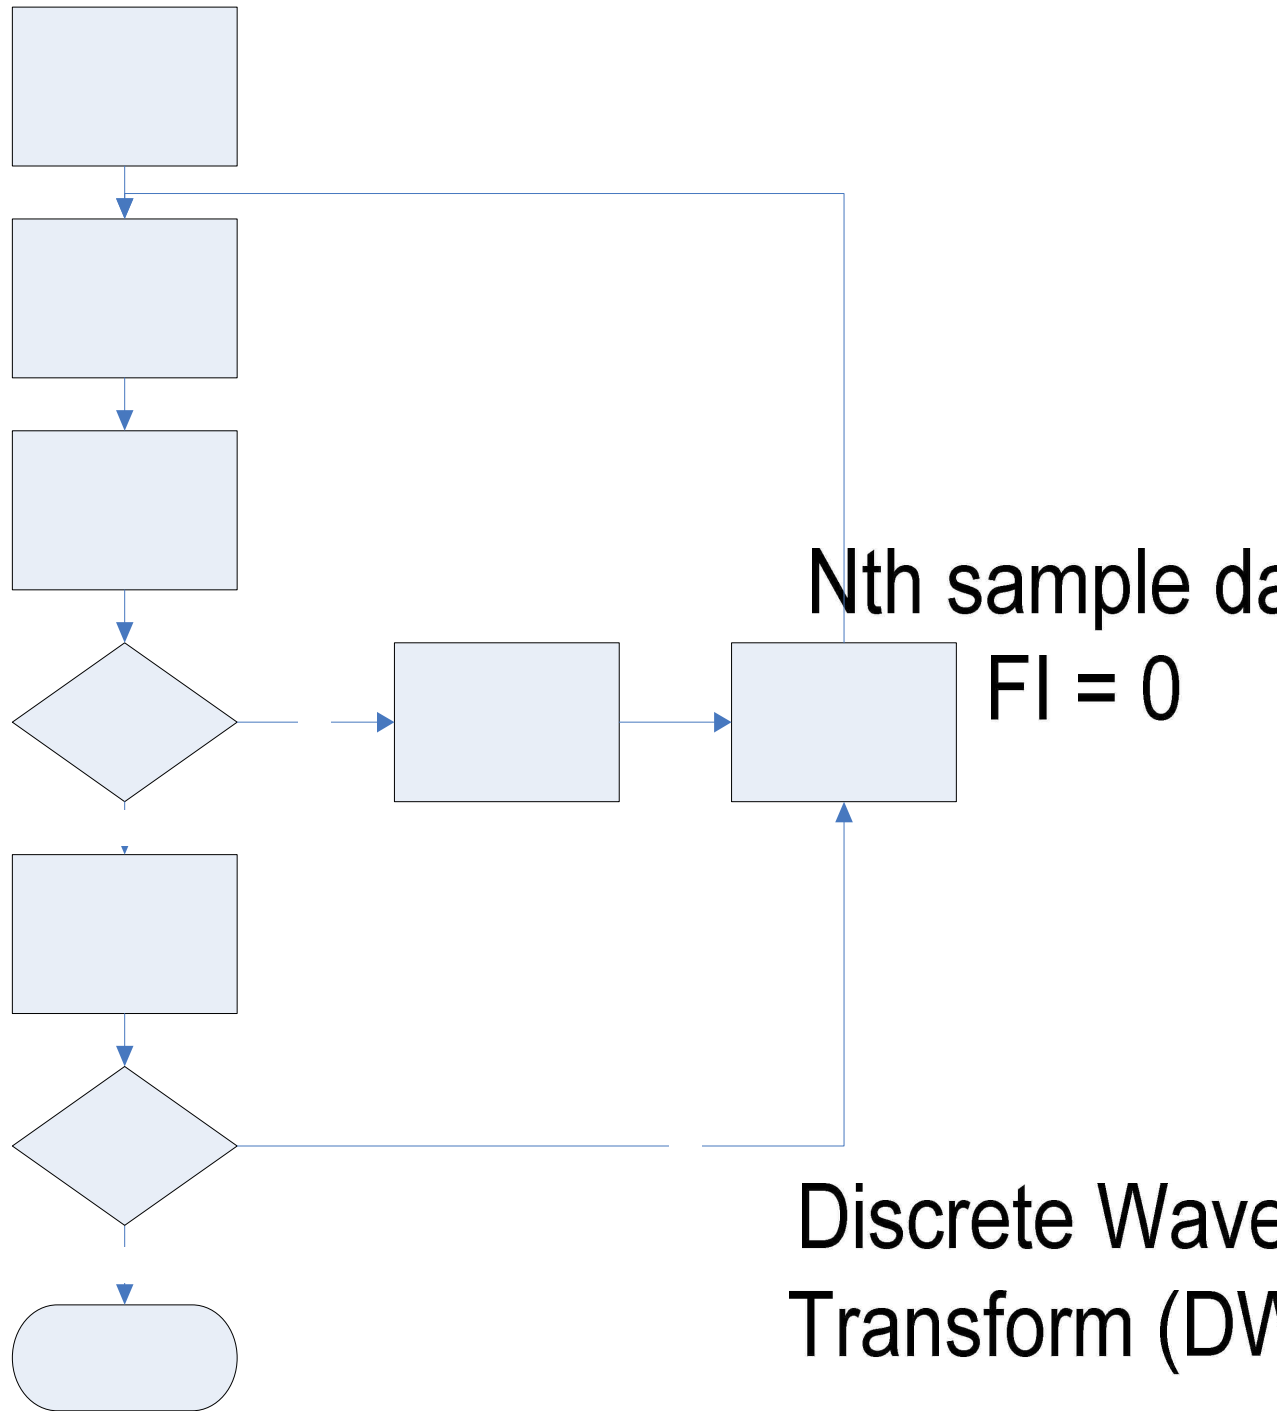 Nth sample da
FI = 0
Discrete Wave
Transform (DW